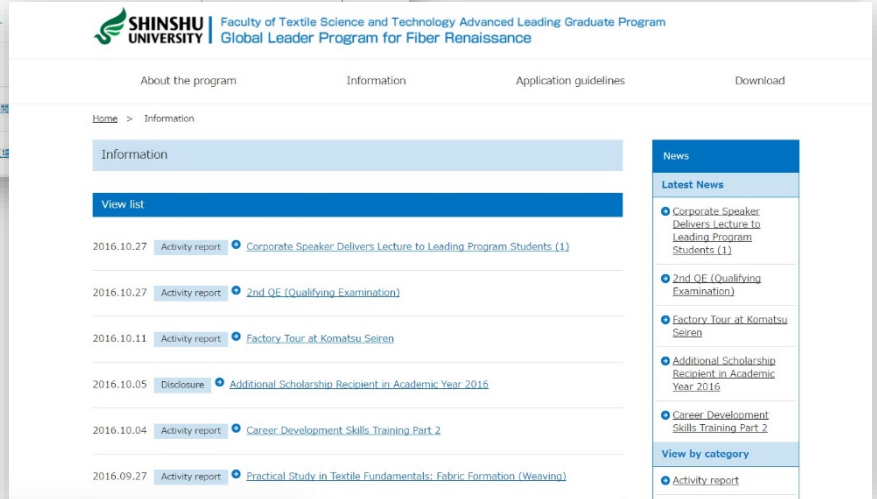 SHINSHU UNIVERSITY
Faculty of Textile Science and Technology Advanced Leading Graduate Program
Global Leader Program for Fiber Renaissance
About the program Information Application guidelines Download
Home > Information
Information
View list
2016.10.27 Activity report Corporate Speaker Delivers Lecture to Leading Program Students (1)
2016.10.27 Activity report 2nd QE (Qualifying Examination)
2016.10.11 Activity report Factory Tour at Komatsu Seiren
2016.10.05 Disclosure Additional Scholarship Recipient in Academic Year 2016
2016.10.04 Activity report Career Development Skills Training Part 2
2016.09.27 Activity report Practical Study in Textile Fundamentals: Fabric Formation (Weaving)
News
Latest News
Corporate Speaker
Delivers Lecture to
Leading Program
Students (1)
2nd QE (Qualifying
Examination)
Factory Tour at Komatsu
Seiren
Additional Scholarship
Recipient in Academic
Year 2016
Career Development
Skills Training Part 2
View by category
Activity report